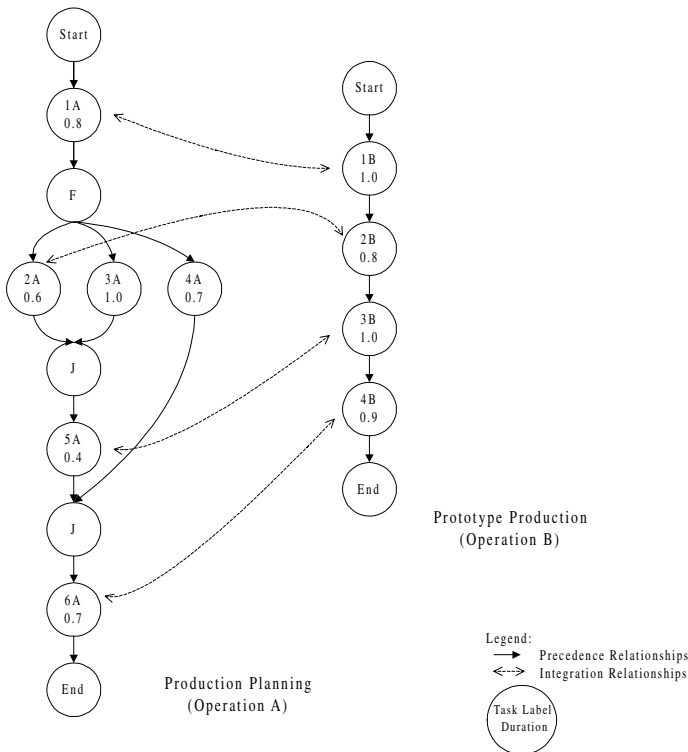 Start
1A
0.8
F
2A
0.6
3A
1.0
4A
0.7
J
5A
0.4
J
6A
0.7
End
Production Planning
(Operation A)
Start
1B
1.0
2B
0.8
3B
1.0
4B
0.9
End
Prototype Production
(Operation B)
Legend:
Precedence Relationships
Integration Relationships
Task Label
Duration